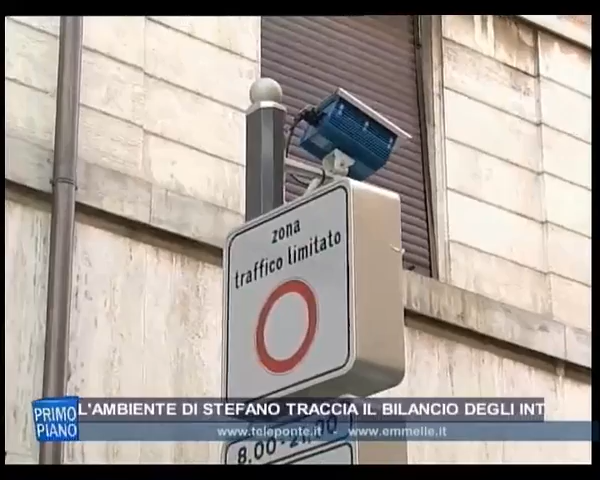 zona
traffico limitato
L'AMBIENTE DI STEFANO TRACCIA IL BILANCIO DEGLI INT
PRIMO
PIANO
www.teleponte.it - www.emmelle.it